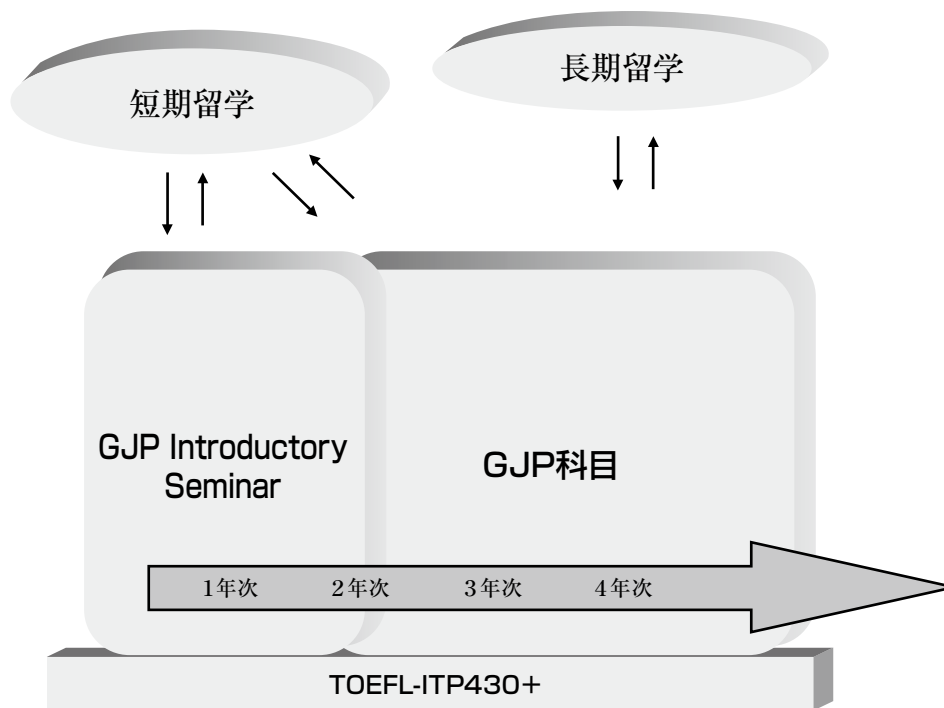 短期留学
長期留学
GJP Introductory
Seminar
GJP科目
1年次 2年次 3年次 4年次
TOEFL-ITP430+